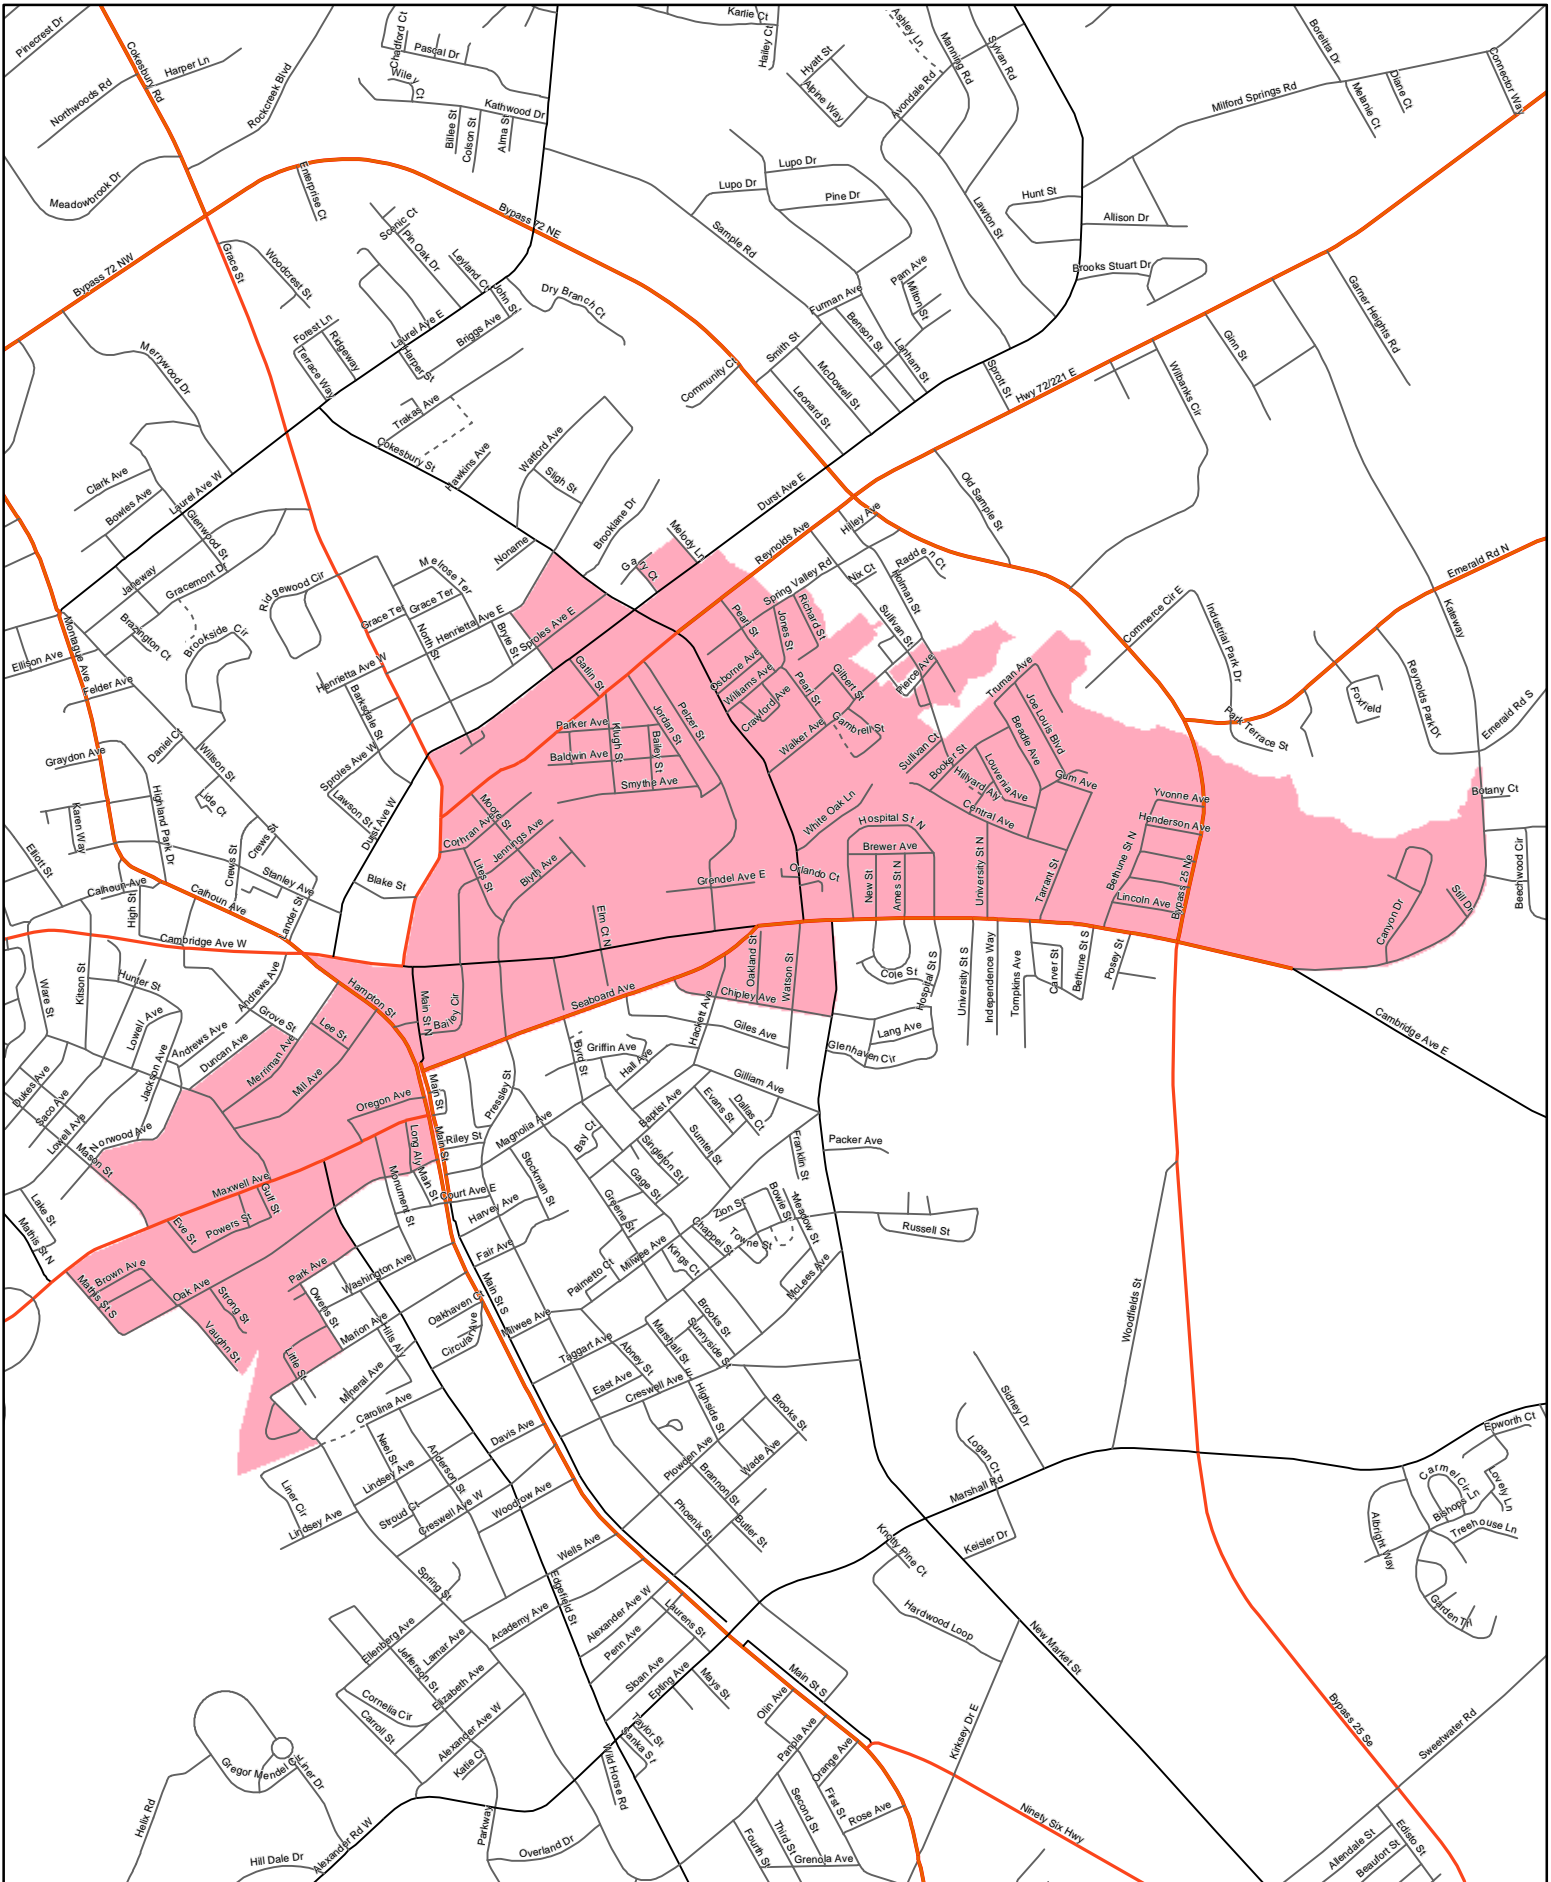 Pinecrest Dr
Cokesbury Rd
Harper Ln
Northwoods Rd
Rockcreek Blvd
Meadowbrook Dr
Chadford Ct
Pascal Dr
Wiley Ct
Kathwood Dr
Billee St
Colson St
Alma St
Karlie Ct
Hailey Ct
Hyatt St
Alpine Way
Ashley Ln
Manning Rd
Sylvan Rd
Avondale Rd
Boreitta Dr
Connector Way
Milford Springs Rd
Melanie Ct
Diane Ct
Enterprise Ct
Bypass 72 NE
Bypass 72 NW
Grace St
Woodcrest St
Scenic Ct
Pin Oak Dr
Leyland Ct
John St
Dry Branch Ct
Lupo Dr
Lupo Dr
Pine Dr
Sample Rd
Lawton St
Hunt St
Allison Dr
Brooks Stuart Dr
Pam Ave
Milton St
Furman Ave
Benson St
Lanham St
Smith St
McDowell St
Leonard St
Community Ct
Sprott St
Hwy 72/221 E
Garner Heights Rd
Ginn St
Wilbanks Cir
Forest Ln
Ridgeway
Terrace Way
Laurel Ave E
Harper St
Briggs Ave
Merrywood Dr
Trakas Ave
Cokesbury St
Hawkins Ave
Watford Ave
Sligh St
Brooklane Dr
Noname
Clark Ave
Bowles Ave
Laurel Ave W
Glenwood St
Janeway
Gracemont Dr
Brazington Ct
Brookside Cir
Ridgewood Cir
Melrose Ter
Grace Ter
Grace Ter
North St
Henrietta Ave E
Bryte St
Sproles Ave E
Henrietta Ave W
Barksdale St
Melody Ln
Gary Ct
Durst Ave E
Reynolds Ave
Hilley Ave
Old Sample St
Spring Valley Rd
Nix Ct
Radden Ct
Holman St
Sullivan St
Pearl St
Jones St
Richard St
Commerce Cir E
Industrial Park Dr
Emerald Rd N
Kateway
Ellison Ave
Montague Ave
Felder Ave
Graydon Ave
Daniel Ct
Willson St
Lide Ct
Highland Park Dr
Karen Way
Sproles Ave W
Lawson St
Durst Ave W
Gatlin St
Parker Ave
Klugh St
Baldwin Ave
Bailey St
Jordan St
Pelzer St
Smythe Ave
Osborne Ave
Williams Ave
Crawford Ave
Pearl St
Gilbert St
Walker Ave
Gambrell St
Pierce Ave
Truman Ave
Joe Louis Blvd
Beadle Ave
Sullivan Ct
Booker St
Louvenia Ave
Hillyard Aly
Gum Ave
Central Ave
Park Terrace St
Foxfield
Reynolds Park Dr
Emerald Rd S
Botany Ct
Beechwood Cir
Elliott St
Calhoun Ave
High St
Calhoun Ave
Crews St
Crews St
Stanley Ave
Lander St
Blake St
Cothran Ave
Moore St
Jennings Ave
Lites St
Blyth Ave
Grendel Ave E
Elm Ct N
White Oak Ln
Orlando Ct
Hospital St N
Brewer Ave
New St
Ames St N
University St N
Tarrant St
Yvonne Ave
Henderson Ave
Bethune St N
Lincoln Ave
Bypass 25 Ne
Canyon Dr
Still Dr
Cambridge Ave W
Ware St
Kitson St
Hunter St
Andrews Ave
Hampton St
Main St N
Bailey Cir
Seaboard Ave
Oakland St
Watson St
Chipley Ave
Cole St
Hospital St S
University St S
Independence Way
Tompkins Ave
Carver St
Bethune St S
Posey St
Lowell Ave
Grove St
Lee St
Andrews Ave
Duncan Ave
Merriman Ave
Mill Ave
Jackson Ave
Dukes Ave
Saco Ave
Lowell Ave
Norwood Ave
Mason St
Oregon Ave
Main St
Byrd St
Griffin Ave
Hall Ave
Hackett Ave
Giles Ave
Lang Ave
Glenhaven Cir
Gilliam Ave
Cambridge Ave E
Pressley St
Magnolia Ave
Riley St
Main St
Long Aly
Main St
Monument St
Court Ave E
Harvey Ave
Stockman St
Bay Ct
Baptist Ave
Evans St
Dallas Ct
Sumter St
Singleton St
Gage St
Greene St
Franklin St
Packer Ave
Maxwell Ave
Gulf St
Powers St
Eve St
Lake St
Mathis St N
Brown Ave
Mathis St S
Oak Ave
Strong St
Vaughn St
Park Ave
Washington Ave
Owens St
Marion Ave
Hills Aly
Little St
Mineral Ave
Fair Ave
Main St S
Oakhaven Ct
Circular Ave
Milwee Ave
Palmetto Ct
Milwee Ave
Kings Ct
Chappel St
Zion St
Bowie St
Meadow St
Towne St
McLees Ave
Russell St
Woodfields St
Taggart Ave
Abney St
Marshall St E
Brooks St
Sunnyside St
East Ave
Creswell Ave
Highside St
Brooks St
Sidney Dr
Carolina Ave
Neel St
Anderson St
Davis Ave
Liner Cir
Lindsey Ave
Lindsey Ave
Stroud Ct
Creswell Ave W
Woodrow Ave
Plowden Ave
Wade Ave
Brannon St
Phoenix St
Butler St
Logan Ct
Marshall Rd
Keisler Dr
Knotty Pine Ct
Epworth Ct
Carmel Cir
Lovely Ln
Bishops Ln
Treehouse Ln
Albright Way
Garden Trl
Wells Ave
Spring St
Edgefield St
Academy Ave
Alexander Ave W
Laurens St
Penn Ave
Sloan Ave
Epting Ave
Mays St
Ellenberg Ave
Lamar Ave
Jefferson St
Elizabeth Ave
Cornelia Cir
Carroll St
Alexander Ave W
Katie Ct
Taylor St
Sanka St
Wild Horse Rd
Main St S
Olin Ave
Panola Ave
Orange Ave
First St
Second St
Third St
Fourth St
Rose Ave
Grenola Ave
Hardwood Loop
New Market St
Kirksey Dr E
Ninety Six Hwy
Bypass 25 Se
Sweetwater Rd
Allendale St
Beaufort St
Edisto St
Gregor Mendel Cir
Liner Dr
Helix Rd
Hill Dale Dr
Alexander Rd W
Parkway
Overland Dr